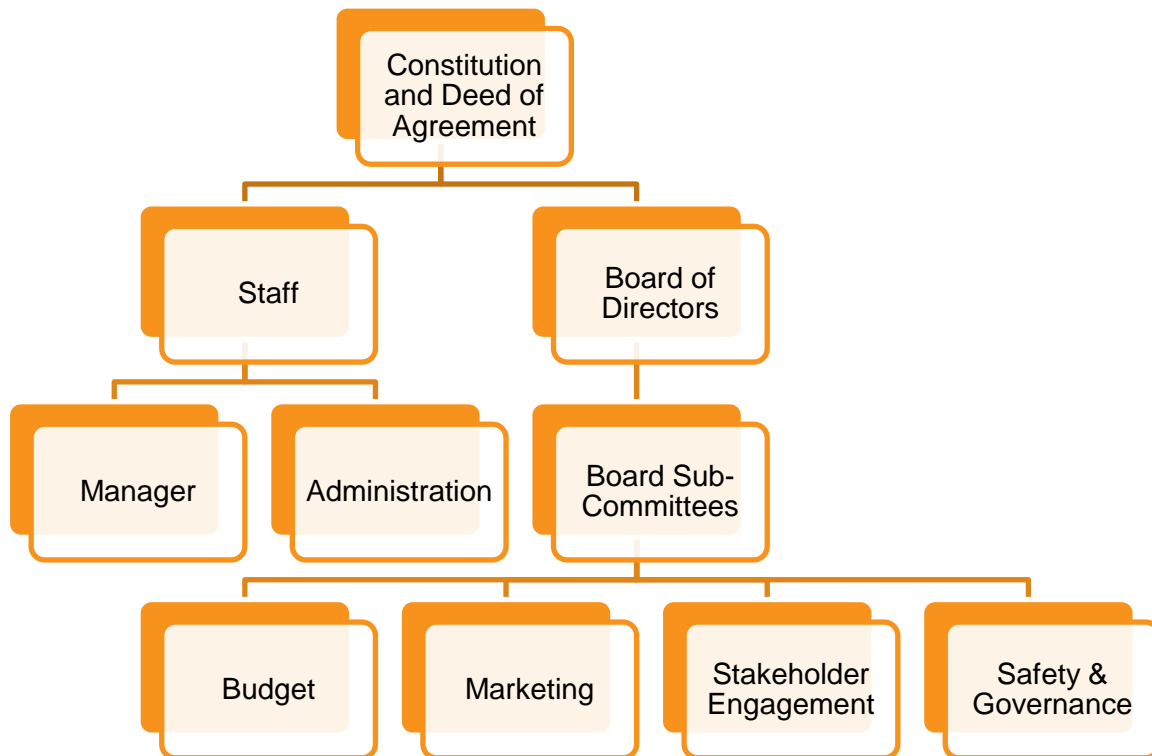 Constitution
and Deed of
Agreement
Staff
Board of
Directors
Manager
Administration
Board Sub-
Committees
Budget
Marketing
Stakeholder
Engagement
Safety &
Governance